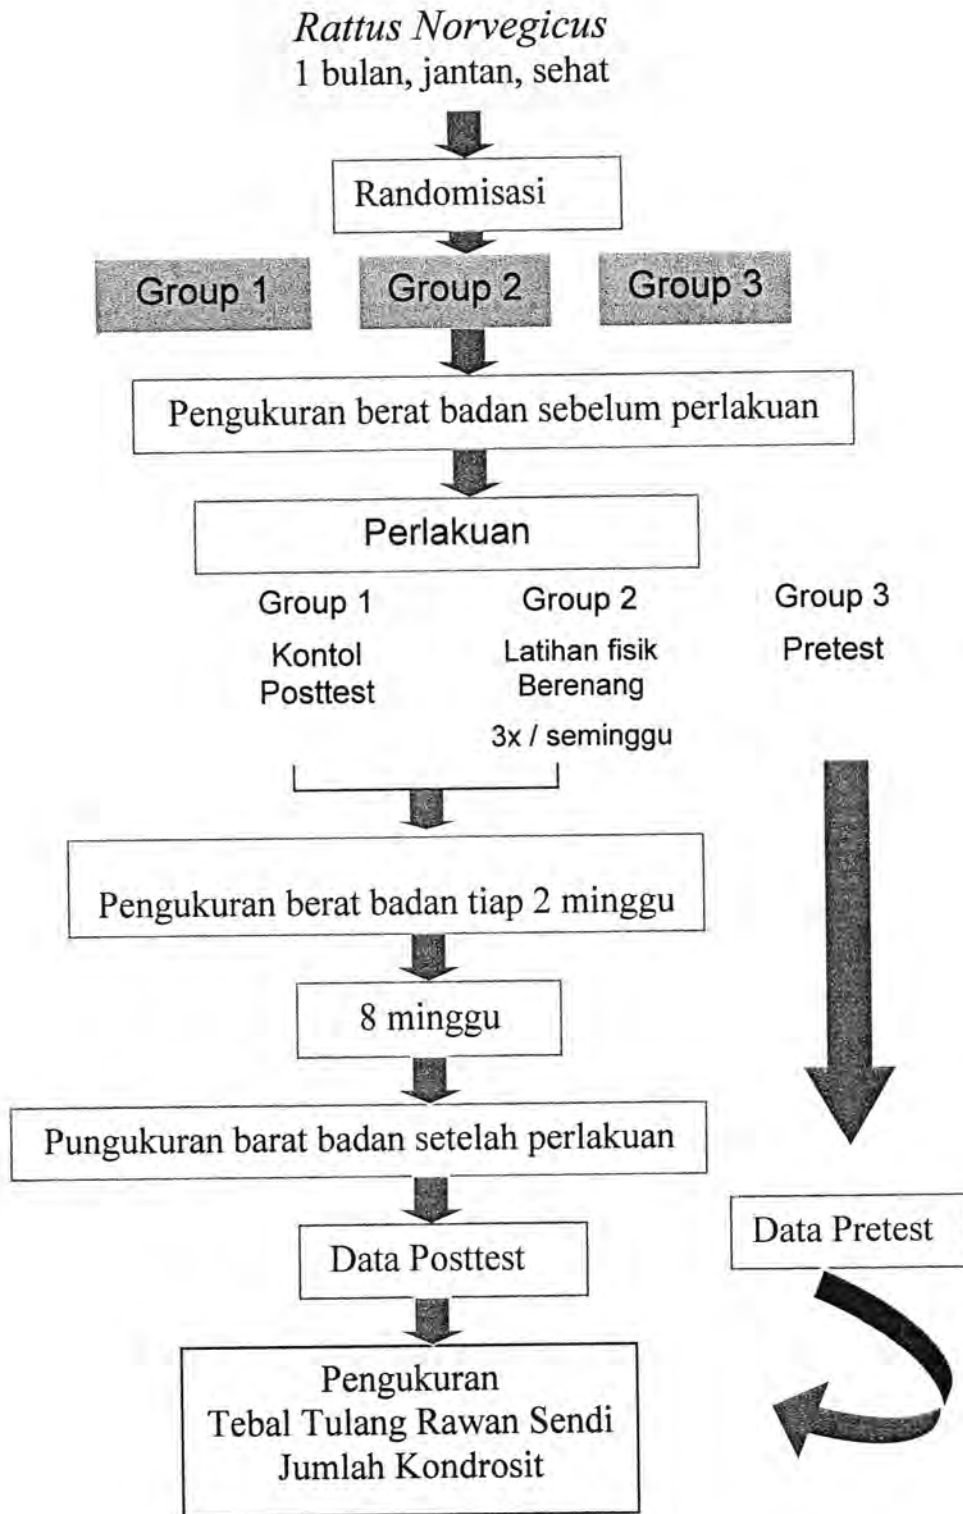 Rattus Norvegicus
1 bulan, jantan, sehat
Randomisasi
Group 1
Group 2
Group 3
Pengukuran berat badan sebelum perlakuan
Perlakuan
Group 1
Kontol
Posttest
Group 2
Latihan fisik
Berenang
3x / seminggu
Group 3
Pretest
Pengukuran berat badan tiap 2 minggu
8 minggu
Pungukuran barat badan setelah perlakuan
Data Posttest
Data Pretest
Pengukuran
Tebal Tulang Rawan Sendi
Jumlah Kondrosit